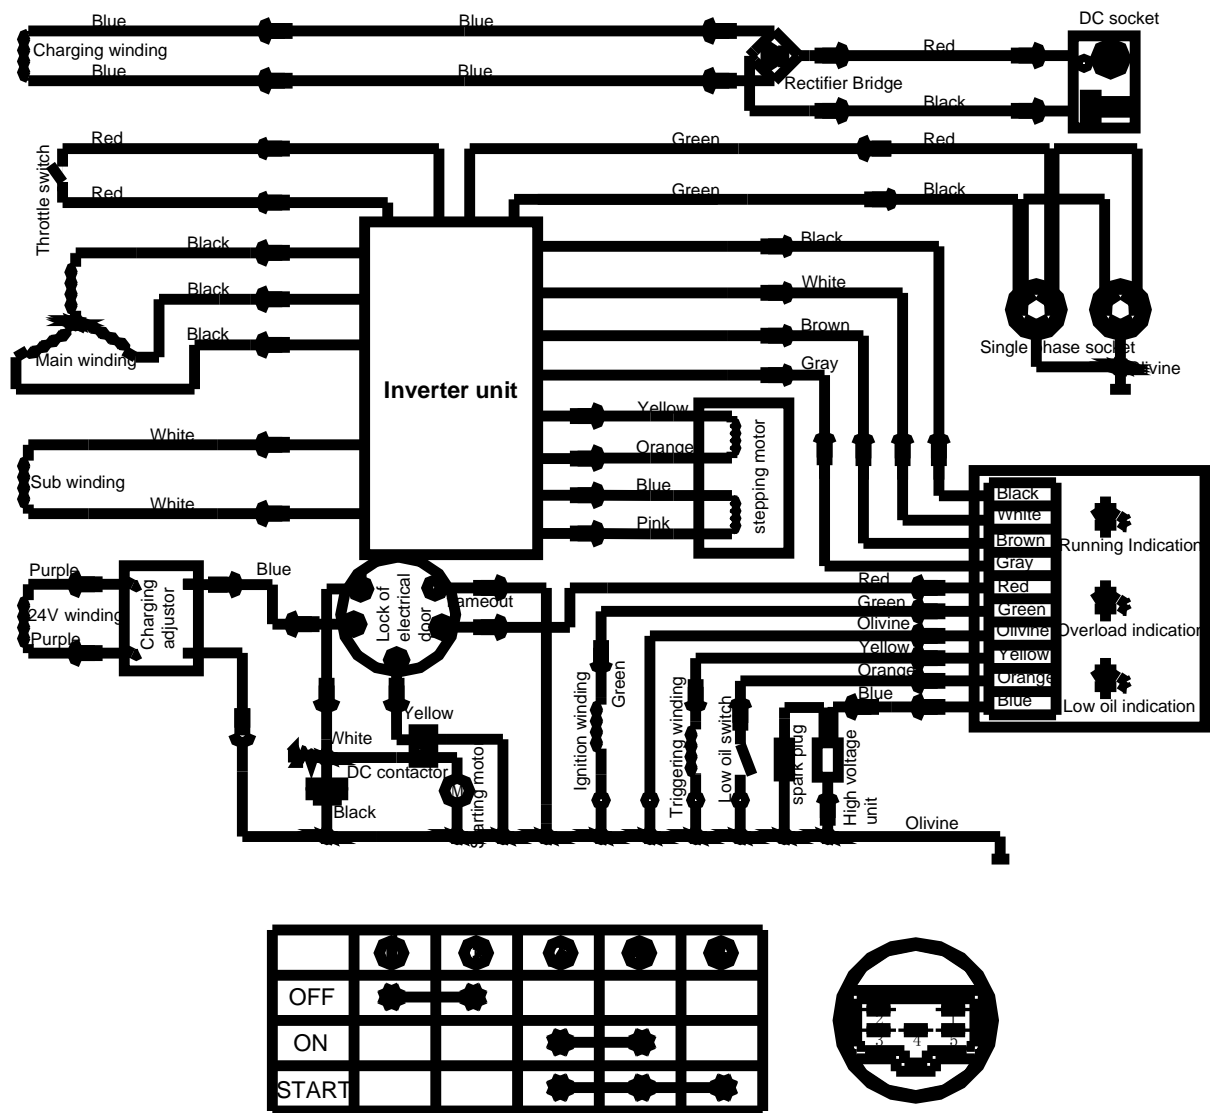 Blue
Blue
DC socket
Charging winding
Red
Blue
Blue
Rectifier Bridge
Black
Red
Green
Red
Throttle switch
Red
Green
Black
Black
Black
White
Black
Black
Brown
Main winding
Gray
Single phase socket
Inverter unit
Yellow
Orange
Blue
Pink
stepping motor
White
Sub winding
White
Black
White
Brown
Gray
Red
Green
Olivine
Yellow
Orange
Blue
Running Indication
Overload indication
Low oil indication
Purple
24V winding
Purple
Charging
adjustor
Blue
Lock of
electrical
door
Red
Green
Olivine
Yellow
Orange
Blue
Green
Ignition winding
Triggering winding
Low oil switch
spark plug
High voltage
unit
Yellow
White
DC contactor
Black
Olivine
OFF
ON
START
2
1
3
4
5